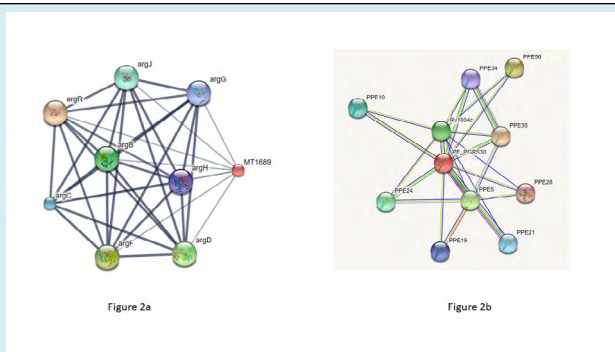 argJ
argG
argR
argB
MT1689
argH
argC
argF
argD
Figure 2a
PPE56
PPE34
PPE10
Rv1004c
PPE35
PE_PGRS30
PPE24
PPE5
PPE28
PPE21
PPE19
Figure 2b